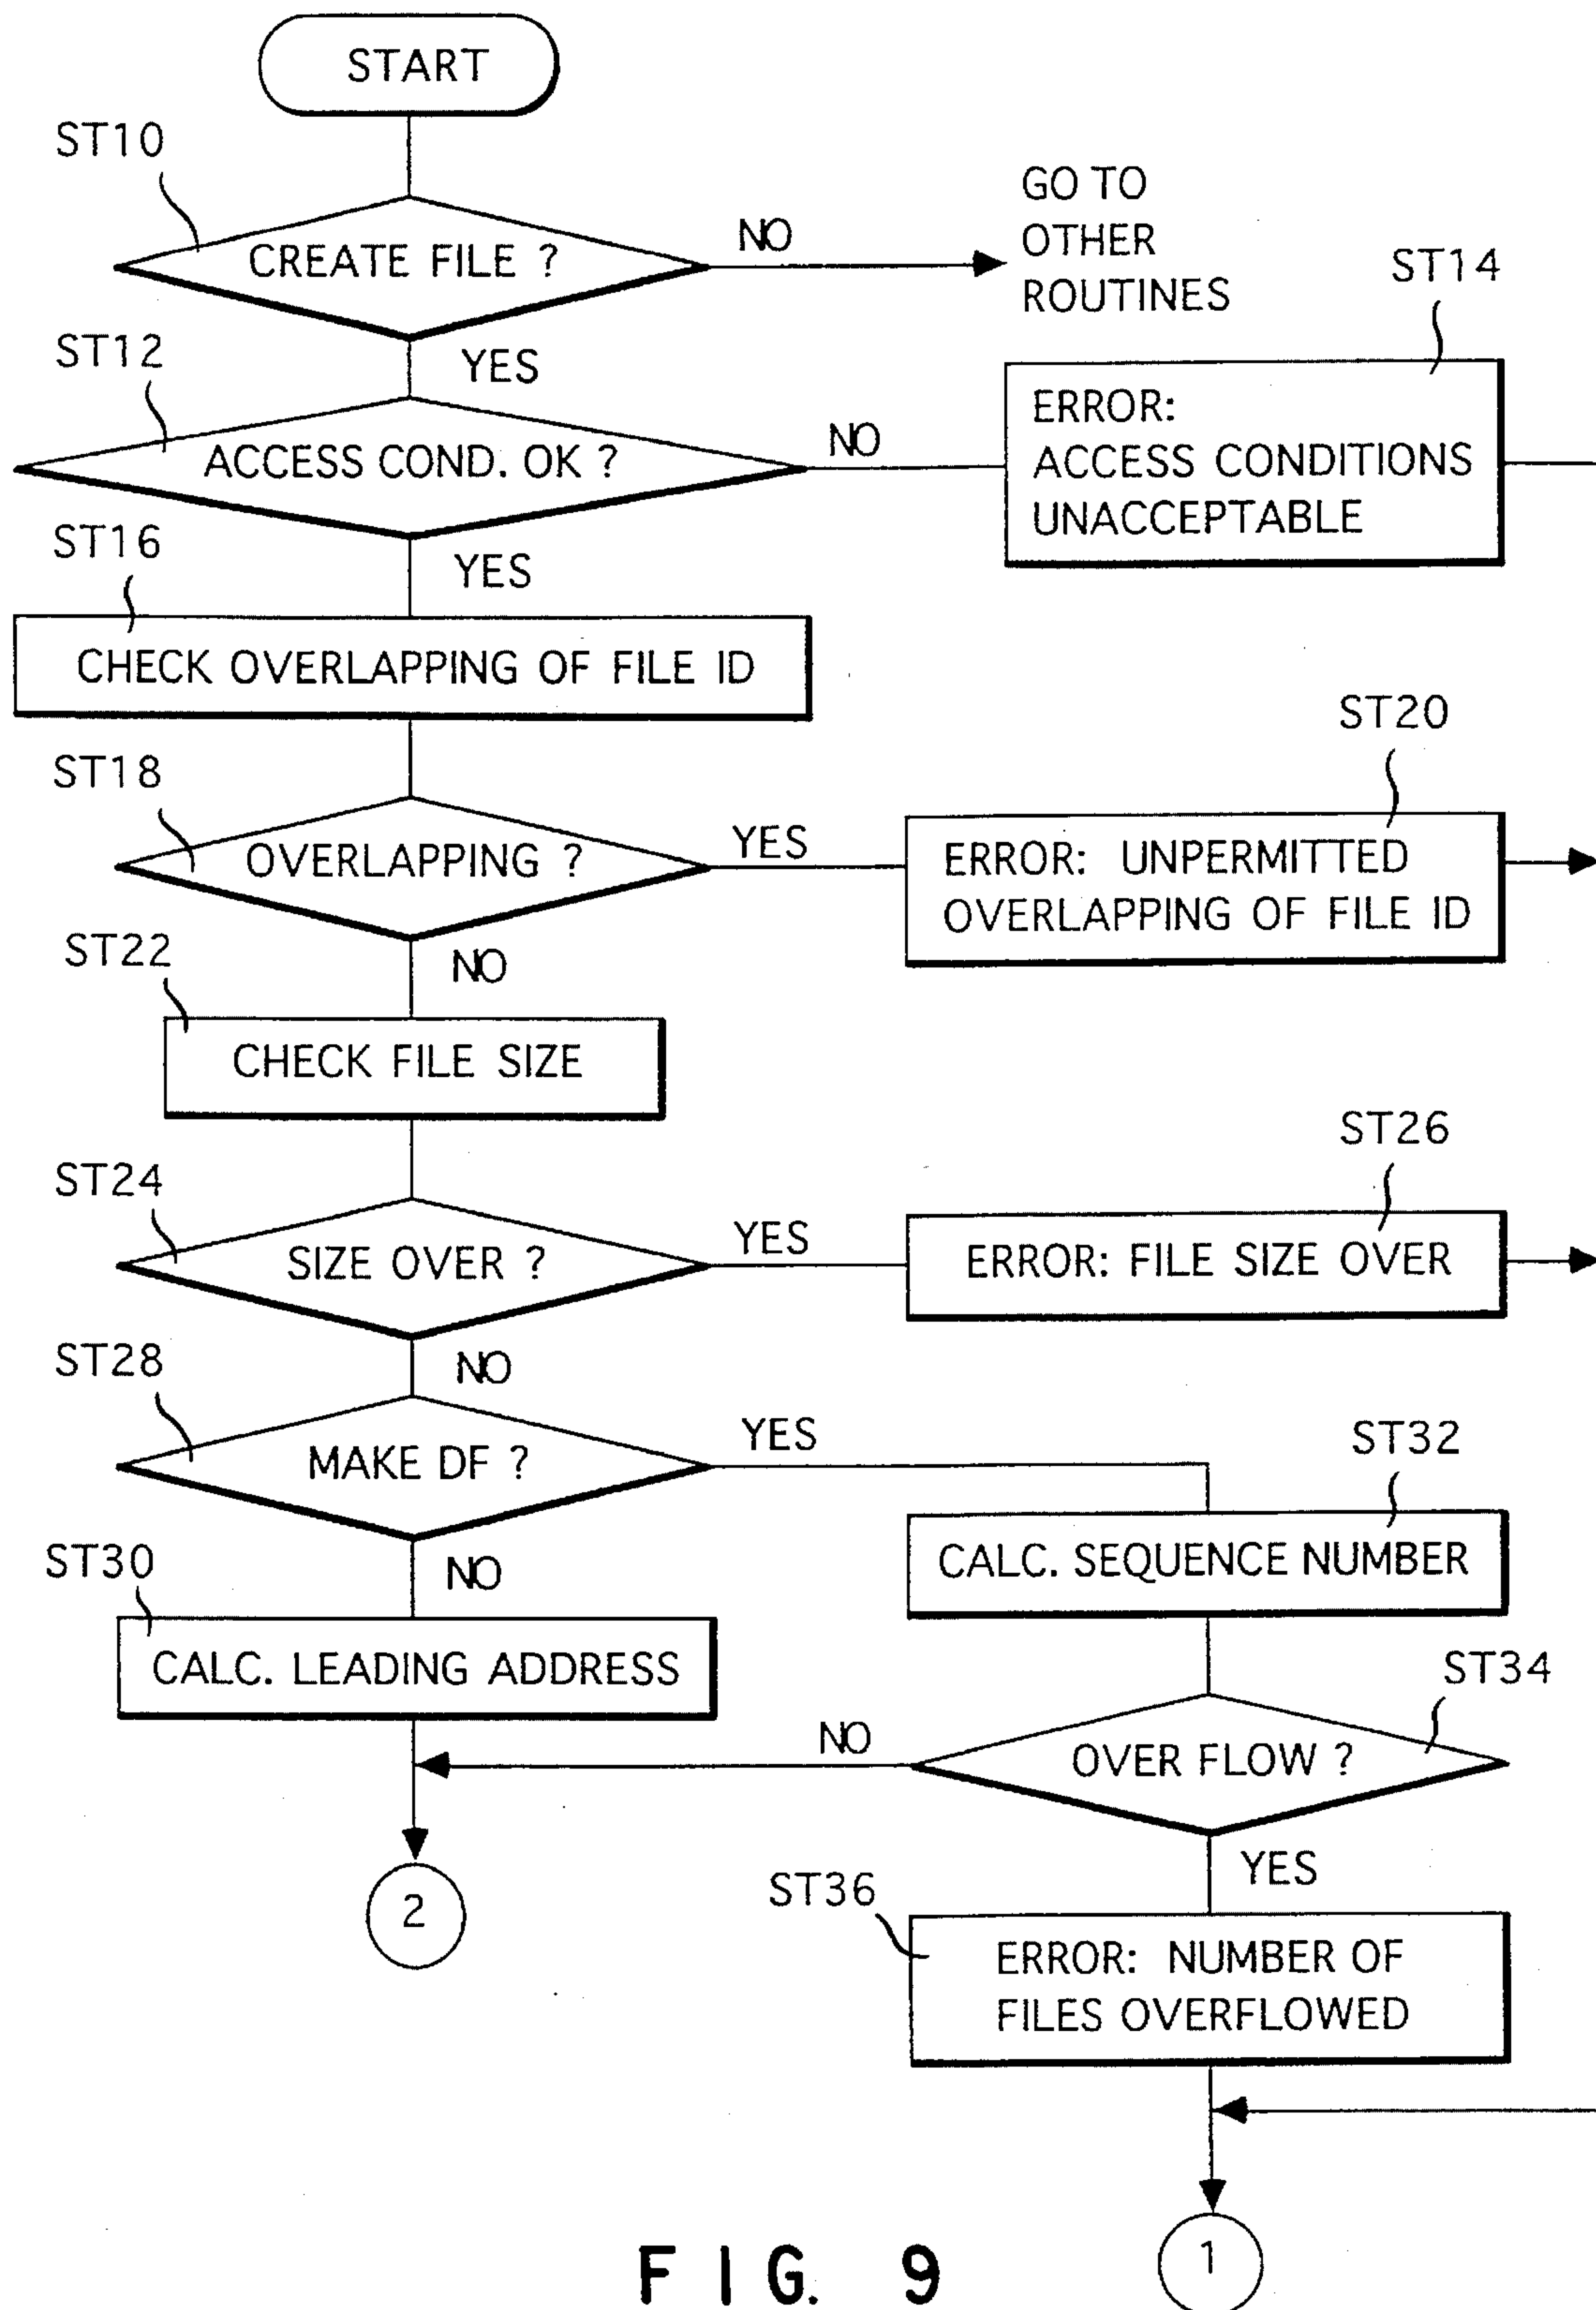 START
ST10
CREATE FILE ?
NO
GO TO
OTHER
ROUTINES
YES
ST12
ACCESS COND. OK ?
NO
ST14
ERROR:
ACCESS CONDITIONS
UNACCEPTABLE
YES
ST16
CHECK OVERLAPPING OF FILE ID
ST18
OVERLAPPING ?
YES
ST20
ERROR: UNPERMITTED
OVERLAPPING OF FILE ID
NO
ST22
CHECK FILE SIZE
ST24
SIZE OVER ?
YES
ST26
ERROR: FILE SIZE OVER
NO
ST28
MAKE DF ?
YES
ST32
CALC. SEQUENCE NUMBER
NO
ST30
CALC. LEADING ADDRESS
ST34
OVER FLOW ?
NO
2
YES
ST36
ERROR: NUMBER OF
FILES OVERFLOWED
1
FIG. 9